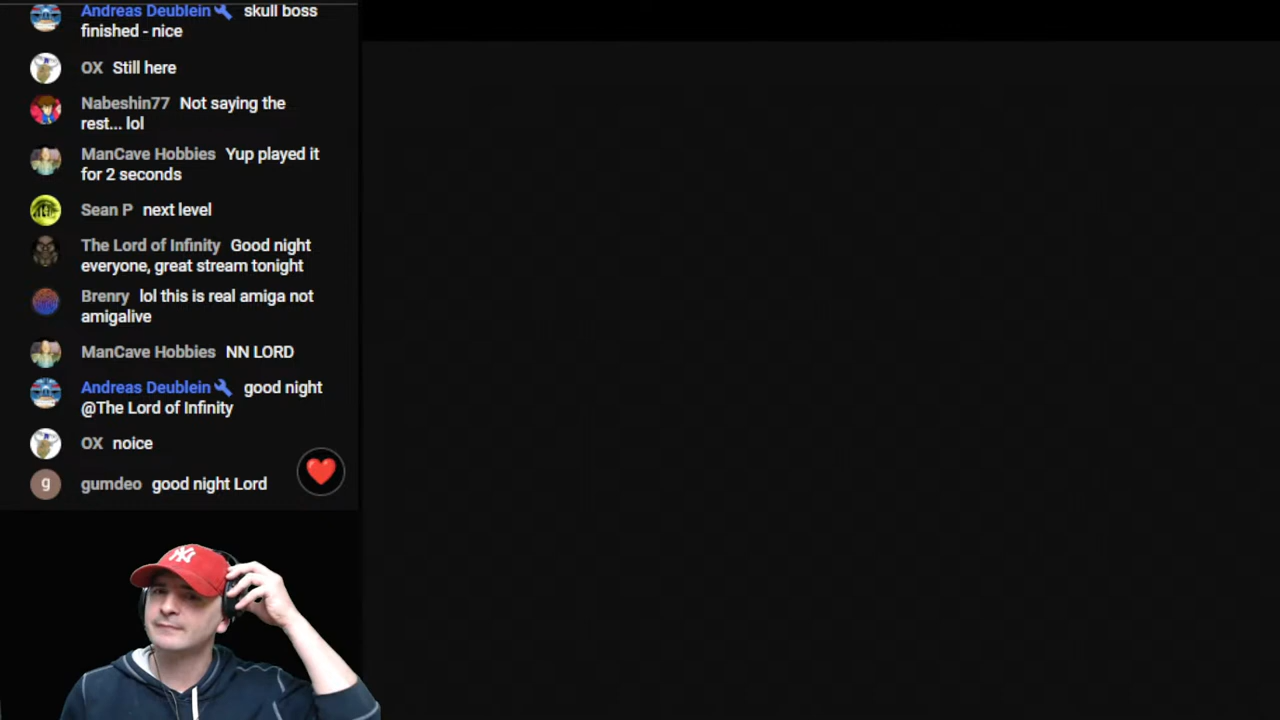 Andreas Deublein skull boss
finished - nice
OX Still here
Nabeshin77 Not saying the
rest... lol
ManCave Hobbies Yup played it
for 2 seconds
Sean P next level
The Lord of Infinity Good night
everyone, great stream tonight
Brenry lol this is real amiga not
amigalive
ManCave Hobbies NN LORD
Andreas Deublein good night
@The Lord of Infinity
OX noice
g gumdeo good night Lord
NY